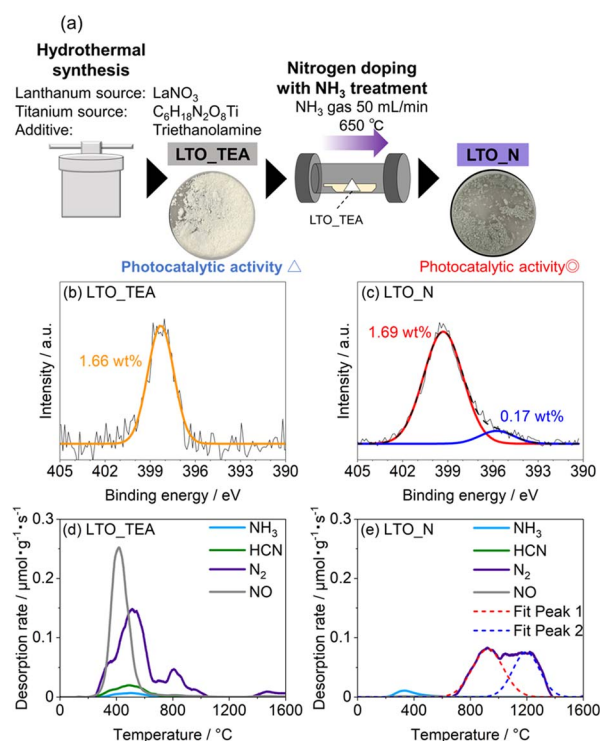 (a)
Hydrothermal
synthesis
Lanthanum source: LaNO₃
Titanium source: C₆H₁₈N₂O₈Ti
Additive: Triethanolamine
LTO_TEA
Nitrogen doping
with NH₃ treatment
NH₃ gas 50 mL/min
650 ℃
LTO_TEA
LTO_N
Photocatalytic activity △
Photocatalytic activity◎
(b) LTO_TEA
1.66 wt%
Intensity / a.u.
405 402 399 396 393 390
Binding energy / eV
(c) LTO_N
1.69 wt%
0.17 wt%
Intensity / a.u.
405 402 399 396 393 390
Binding energy / eV
(d) LTO_TEA
NH₃
HCN
N₂
NO
Desorption rate / μmol・g⁻¹・s⁻¹
0.3
0.2
0.1
0
0 400 800 1200 1600
Temperature / °C
(e) LTO_N
NH₃
HCN
N₂
NO
Fit Peak 1
Fit Peak 2
Desorption rate / μmol・g⁻¹・s⁻¹
0.3
0.2
0.1
0
0 400 800 1200 1600
Temperature / °C